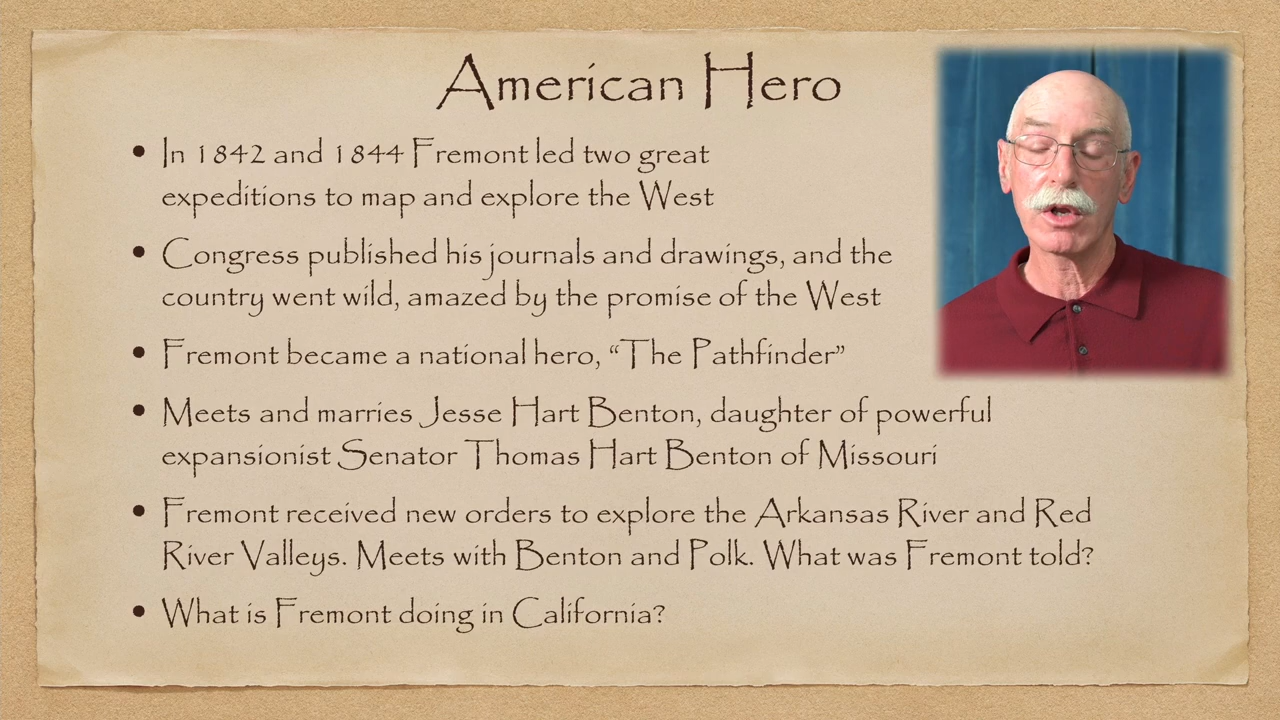 American Hero
• In 1842 and 1844 Fremont led two great
expeditions to map and explore the West
• Congress published his journals and drawings, and the
country went wild, amazed by the promise of the West
• Fremont became a national hero, “The Pathfinder”
• Meets and marries Jesse Hart Benton, daughter of powerful
expansionist Senator Thomas Hart Benton of Missouri
• Fremont received new orders to explore the Arkansas River and Red
River Valleys. Meets with Benton and Polk. What was Fremont told?
• What is Fremont doing in California?